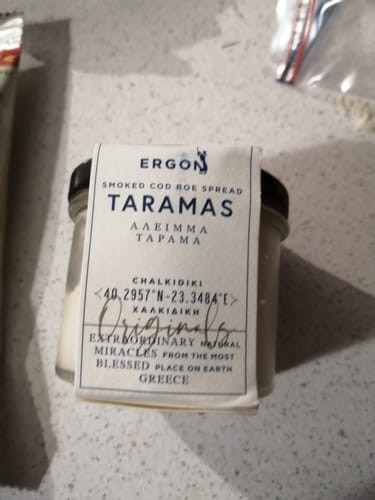 ERGON
SMOKED COD ROE SPREAD
TARAMAS
ΑΛΕΙΜΜΑ
ΤΑΡΑΜΑ
CHALKIDIKI
<40.2957°N-23.3484°E>
ΧΑΛΚΙΔΙΚΗ
Originals
EXTRAORDINARY NATURAL
MIRACLES FROM THE MOST
BLESSED PLACE ON EARTH
GREECE